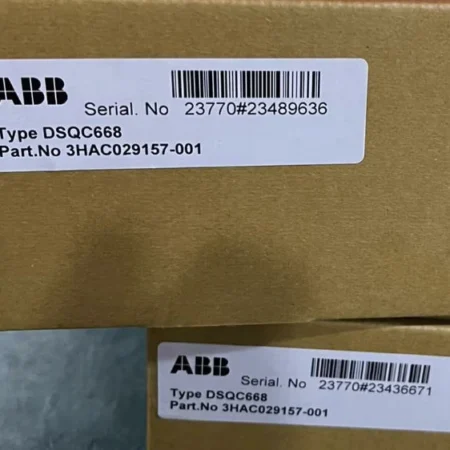 ABB
Serial. No 23770#23489636
Type DSQC668
Part.No 3HAC029157-001
ABB
Serial. No 23770#23436671
Type DSQC668
Part.No 3HAC029157-001